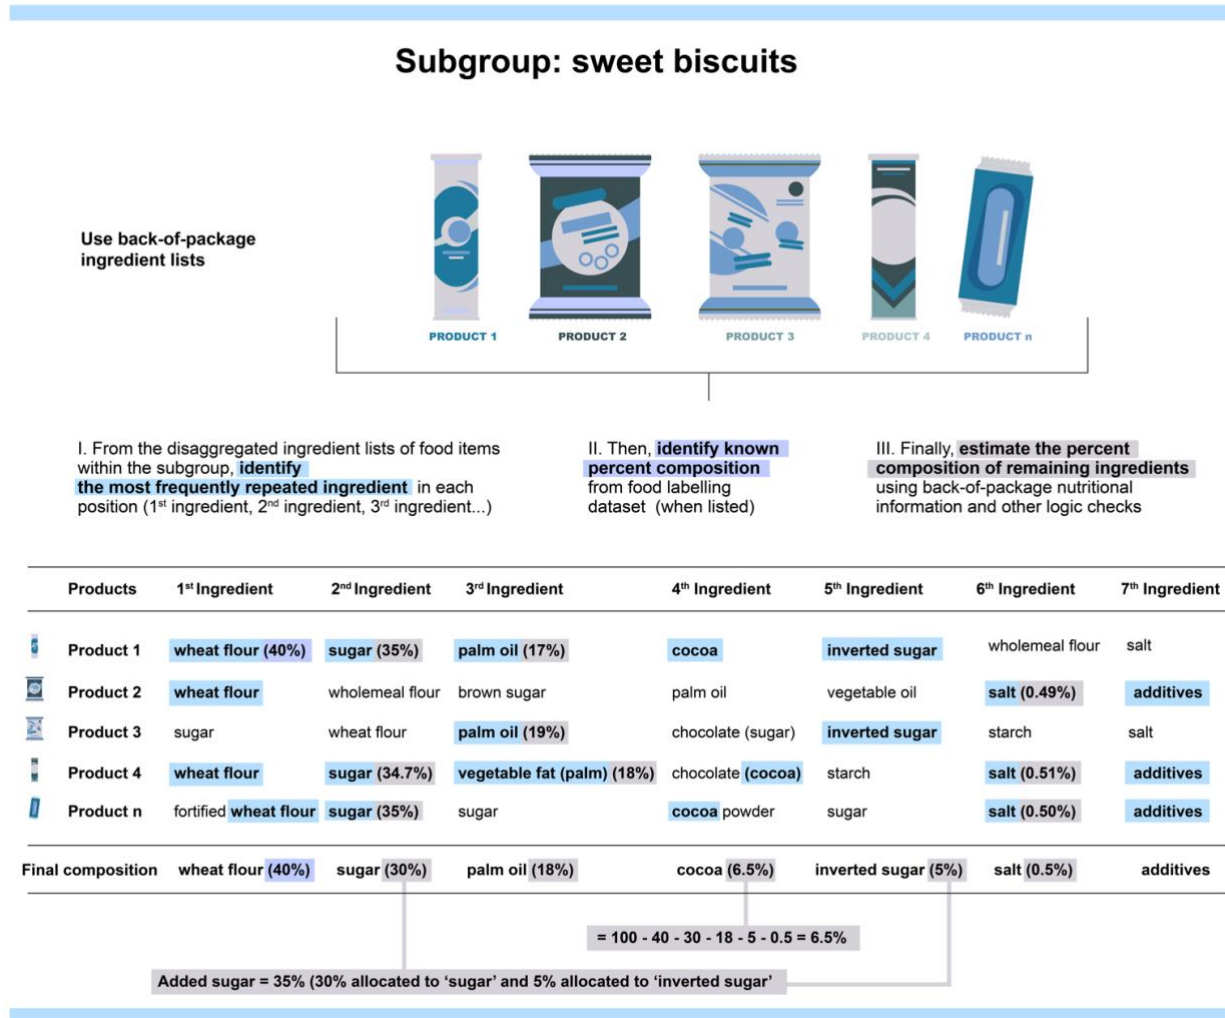 Subgroup: sweet biscuits
Use back-of-package
ingredient lists
PRODUCT 1 PRODUCT 2 PRODUCT 3 PRODUCT 4 PRODUCT n
I. From the disaggregated ingredient lists of food items
within the subgroup, identify
the most frequently repeated ingredient in each
position (1st ingredient, 2nd ingredient, 3rd ingredient...)
II. Then, identify known
percent composition
from food labelling
dataset (when listed)
III. Finally, estimate the percent
composition of remaining ingredients
using back-of-package nutritional
information and other logic checks
Products 1st Ingredient 2nd Ingredient 3rd Ingredient 4th Ingredient 5th Ingredient 6th Ingredient 7th Ingredient
Product 1 wheat flour (40%) sugar (35%) palm oil (17%) cocoa inverted sugar wholemeal flour salt
Product 2 wheat flour wholemeal flour brown sugar palm oil vegetable oil salt (0.49%) additives
Product 3 sugar wheat flour palm oil (19%) chocolate (sugar) inverted sugar starch salt
Product 4 wheat flour sugar (34.7%) vegetable fat (palm) (18%) chocolate (cocoa) starch salt (0.51%) additives
Product n fortified wheat flour sugar (35%) sugar cocoa powder sugar salt (0.50%) additives
Final composition wheat flour (40%) sugar (30%) palm oil (18%) cocoa (6.5%) inverted sugar (5%) salt (0.5%) additives
= 100 - 40 - 30 - 18 - 5 - 0.5 = 6.5%
Added sugar = 35% (30% allocated to ‘sugar’ and 5% allocated to ‘inverted sugar’